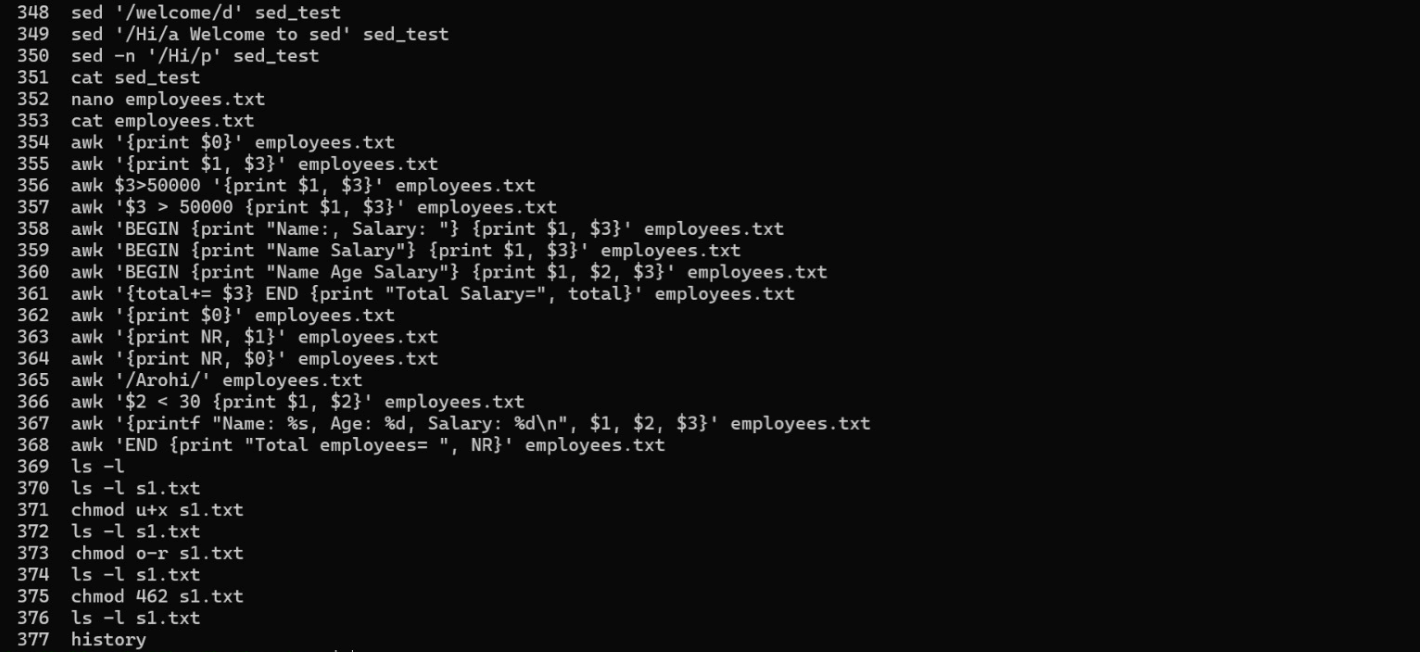 348  sed '/welcome/d' sed_test
349  sed '/Hi/a Welcome to sed' sed_test
350  sed -n '/Hi/p' sed_test
351  cat sed_test
352  nano employees.txt
353  cat employees.txt
354  awk '{print $0}' employees.txt
355  awk '{print $1, $3}' employees.txt
356  awk $3>50000 '{print $1, $3}' employees.txt
357  awk '$3 > 50000 {print $1, $3}' employees.txt
358  awk 'BEGIN {print "Name:, Salary: "} {print $1, $3}' employees.txt
359  awk 'BEGIN {print "Name Salary"} {print $1, $3}' employees.txt
360  awk 'BEGIN {print "Name Age Salary"} {print $1, $2, $3}' employees.txt
361  awk '{total+= $3} END {print "Total Salary=", total}' employees.txt
362  awk '{print $0}' employees.txt
363  awk '{print NR, $1}' employees.txt
364  awk '{print NR, $0}' employees.txt
365  awk '/Arohi/' employees.txt
366  awk '$2 < 30 {print $1, $2}' employees.txt
367  awk '{printf "Name: %s, Age: %d, Salary: %d\n", $1, $2, $3}' employees.txt
368  awk 'END {print "Total employees= ", NR}' employees.txt
369  ls -l
370  ls -l s1.txt
371  chmod u+x s1.txt
372  ls -l s1.txt
373  chmod o-r s1.txt
374  ls -l s1.txt
375  chmod 462 s1.txt
376  ls -l s1.txt
377  history